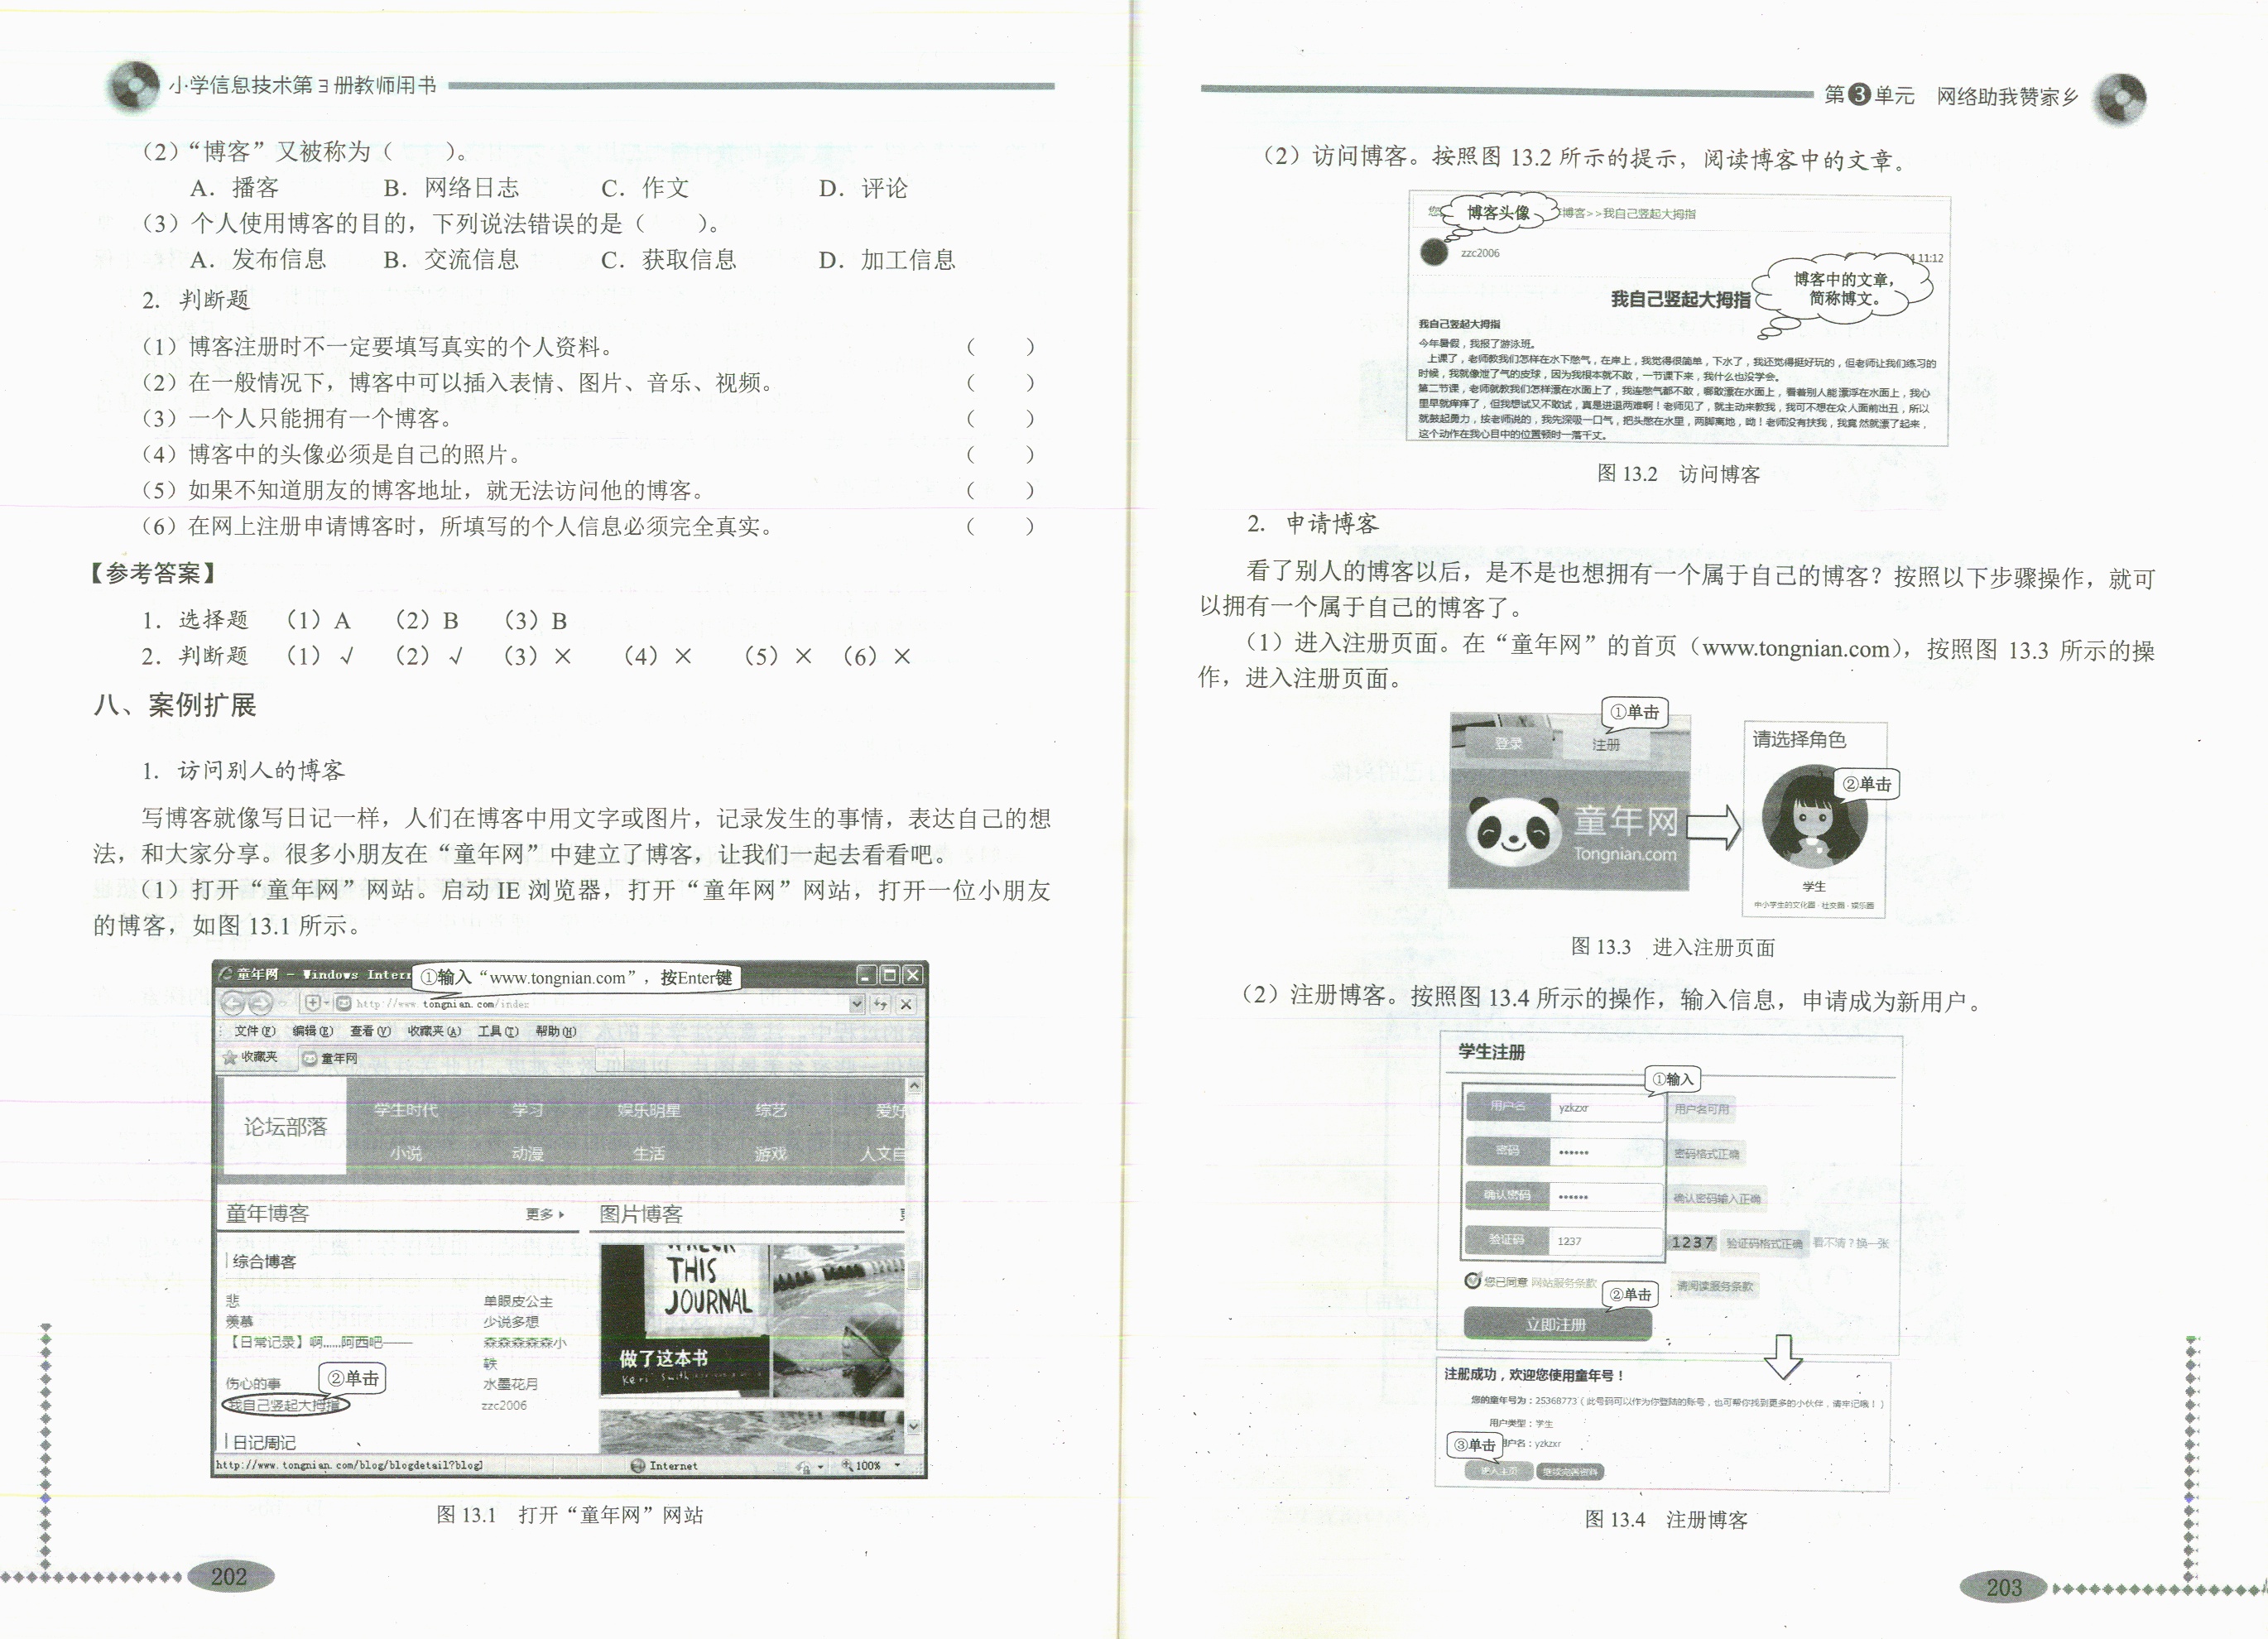 小学信息技术第3册教师用书
（2）“博客”又被称为（　　）。
A．播客　B．网络日志　C．作文　D．评论
（3）个人使用博客的目的，下列说法错误的是（　　）。
A．发布信息　B．交流信息　C．获取信息　D．加工信息
2．判断题
（1）博客注册时不一定要填写真实的个人资料。（　　）
（2）在一般情况下，博客中可以插入表情、图片、音乐、视频。（　　）
（3）一个人只能拥有一个博客。（　　）
（4）博客中的头像必须是自己的照片。（　　）
（5）如果不知道朋友的博客地址，就无法访问他的博客。（　　）
（6）在网上注册申请博客时，所填写的个人信息必须完全真实。（　　）
【参考答案】
1．选择题　（1）A　（2）B　（3）B
2．判断题　（1）√　（2）√　（3）×　（4）×　（5）×　（6）×
八、案例扩展
1．访问别人的博客
写博客就像写日记一样，人们在博客中用文字或图片，记录发生的事情，表达自己的想
法，和大家分享。很多小朋友在“童年网”中建立了博客，让我们一起去看看吧。
（1）打开“童年网”网站。启动 IE 浏览器，打开“童年网”网站，打开一位小朋友
的博客，如图 13.1 所示。
童年网 - Windows Inter
①输入“www.tongnian.com”，按Enter键
http://www.tongnian.com/index
文件(F)　编辑(E)　查看(V)　收藏夹(A)　工具(T)　帮助(H)
收藏夹　童年网
论坛部落
学生时代　学习　娱乐明星　综艺　爱好
小说　动漫　生活　游戏　人文自
童年博客　更多　图片博客
综合博客
悲　单眼皮公主
羡慕　少说多想
【日常记录】啊......阿西吧——　森森森森森小
轶
伤心的事　②单击　水墨花月
我自己竖起大拇指　zzc2006
日记周记
THIS
JOURNAL
做了这本书
Keri Smith
http://www.tongnian.com/blog/blogdetail?blogI　Internet　100%
图 13.1　打开“童年网”网站
202
第3单元　网络助我赞家乡
（2）访问博客。按照图 13.2 所示的提示，阅读博客中的文章。
您　博客头像　博客>>我自己竖起大拇指
zzc2006　11:12
博客中的文章，
简称博文。
我自己竖起大拇指
我自己竖起大拇指
今年暑假，我报了游泳班。
上课了，老师教我们怎样在水下憋气，在岸上，我觉得很简单，下水了，我还觉得挺好玩的，但老师让我们练习的
时候，我就像泄了气的皮球，因为我根本就不敢，一节课下来，我什么也没学会。
第二节课，老师就教我们怎样漂在水面上了，我连憋气都不敢，哪敢漂在水面上，看着别人能漂浮在水面上，我心
里早就痒痒了，但我想试又不敢试，真是进退两难啊！老师见了，就主动来教我，我可不想在众人面前出丑，所以
就鼓起勇力，按老师说的，我先深吸一口气，把头憋在水里，两脚离地，呦！老师没有扶我，我竟然就漂了起来，
这个动作在我心目中的位置顿时一落千丈。
图 13.2　访问博客
2．申请博客
看了别人的博客以后，是不是也想拥有一个属于自己的博客？按照以下步骤操作，就可
以拥有一个属于自己的博客了。
（1）进入注册页面。在“童年网”的首页（www.tongnian.com），按照图 13.3 所示的操
作，进入注册页面。
①单击
登录　注册
童年网
Tongnian.com
请选择角色
②单击
学生
中小学生的文化圈·社交圈·娱乐圈
图 13.3　进入注册页面
（2）注册博客。按照图 13.4 所示的操作，输入信息，申请成为新用户。
学生注册
①输入
用户名　yzkzxr　用户名可用
密码　••••••　密码格式正确
确认密码　••••••　确认密码输入正确
验证码　1237　1237　验证码格式正确　看不清？换一张
您已同意 网站服务条款　②单击　请阅读服务条款
立即注册
注册成功，欢迎您使用童年号！
您的童年号为：25368773（此号码可以作为你登陆的账号，也可帮你找到更多的小伙伴，请牢记哦！）
用户类型：学生
③单击　用户名：yzkzxr
进入主页　继续完善资料
图 13.4　注册博客
203